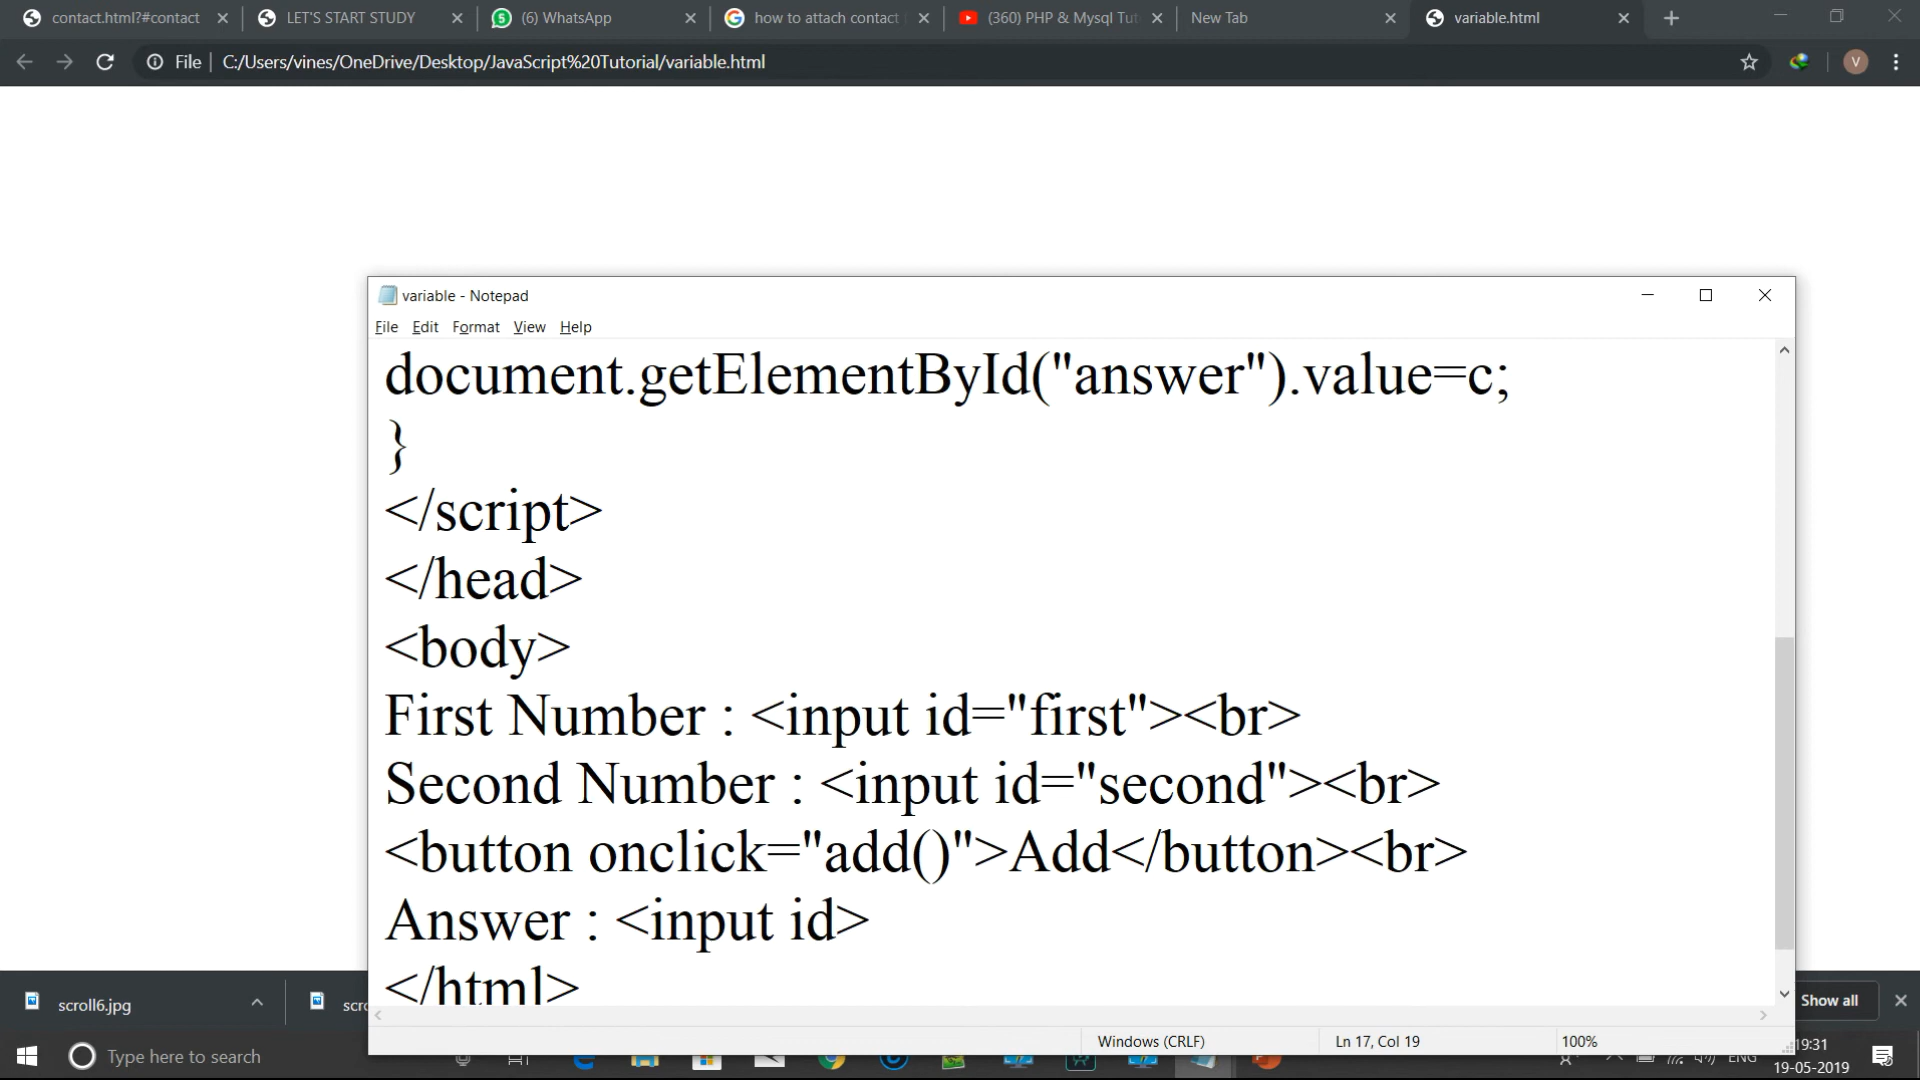 contact.html?#contact
LET'S START STUDY
(6) WhatsApp
how to attach contact
(360) PHP & Mysql Tut
New Tab
variable.html
File
C:/Users/vines/OneDrive/Desktop/JavaScript%20Tutorial/variable.html
V
variable - Notepad
File Edit Format View Help
document.getElementById("answer").value=c;
}
</script>
</head>
<body>
First Number : <input id="first"><br>
Second Number : <input id="second"><br>
<button onclick="add()">Add</button><br>
Answer : <input id>
</html>
scroll6.jpg
scro
Show all
Windows (CRLF)
Ln 17, Col 19
100%
Type here to search
ENG
19:31
19-05-2019